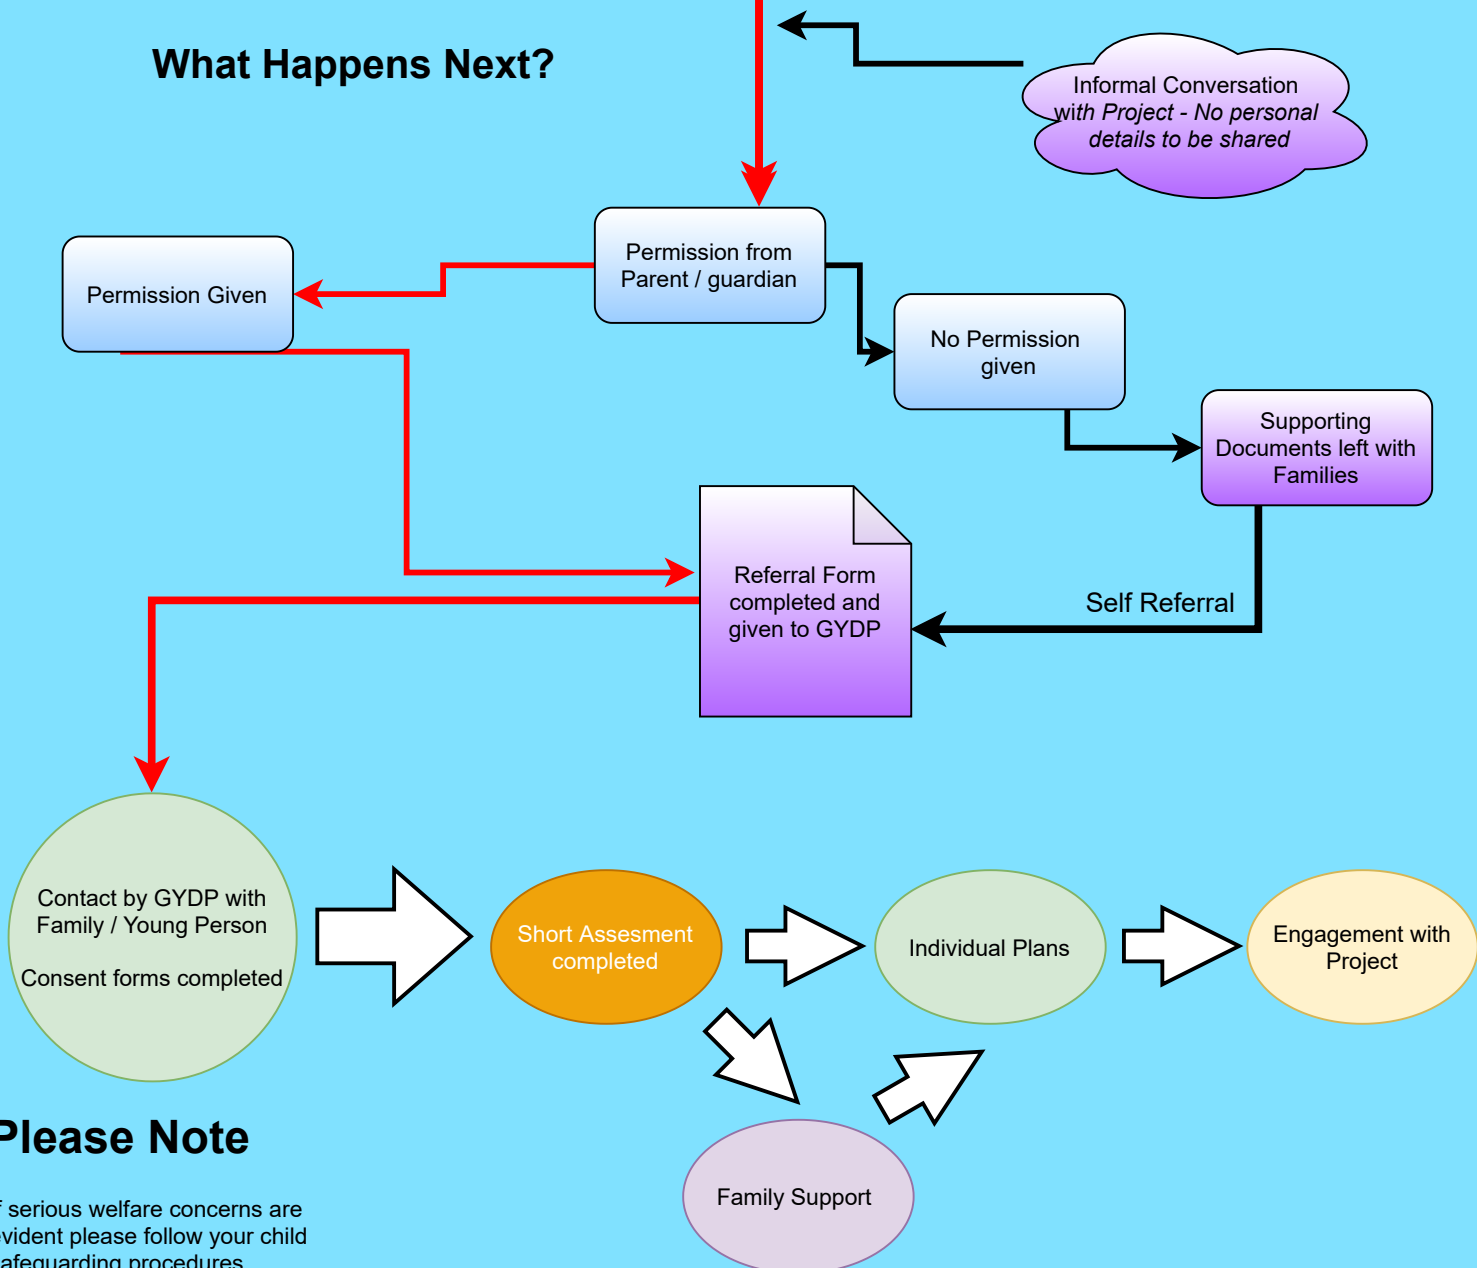 What Happens Next?
Informal Conversation
with Project - No personal
details to be shared
Permission from
Parent / guardian
Permission Given
No Permission
given
Supporting
Documents left with
Families
Referral Form
completed and
given to GYDP
Self Referral
Contact by GYDP with
Family / Young Person
Consent forms completed
Short Assesment
completed
Individual Plans
Engagement with
Project
Family Support
Please Note
f serious welfare concerns are
evident please follow your child
afeguarding procedures